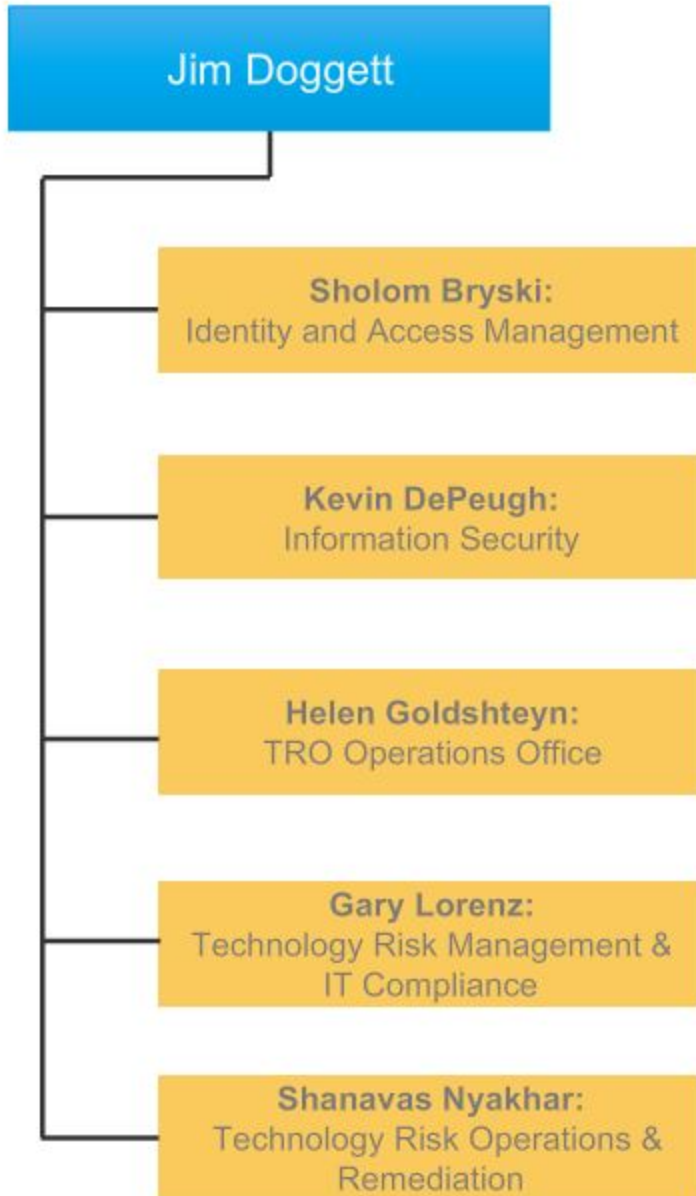 Jim Doggett
Sholom Bryski:
Identity and Access Management
Kevin DePeugh:
Information Security
Helen Goldshteyn:
TRO Operations Office
Gary Lorenz:
Technology Risk Management &
IT Compliance
Shanavas Nyakhar:
Technology Risk Operations &
Remediation